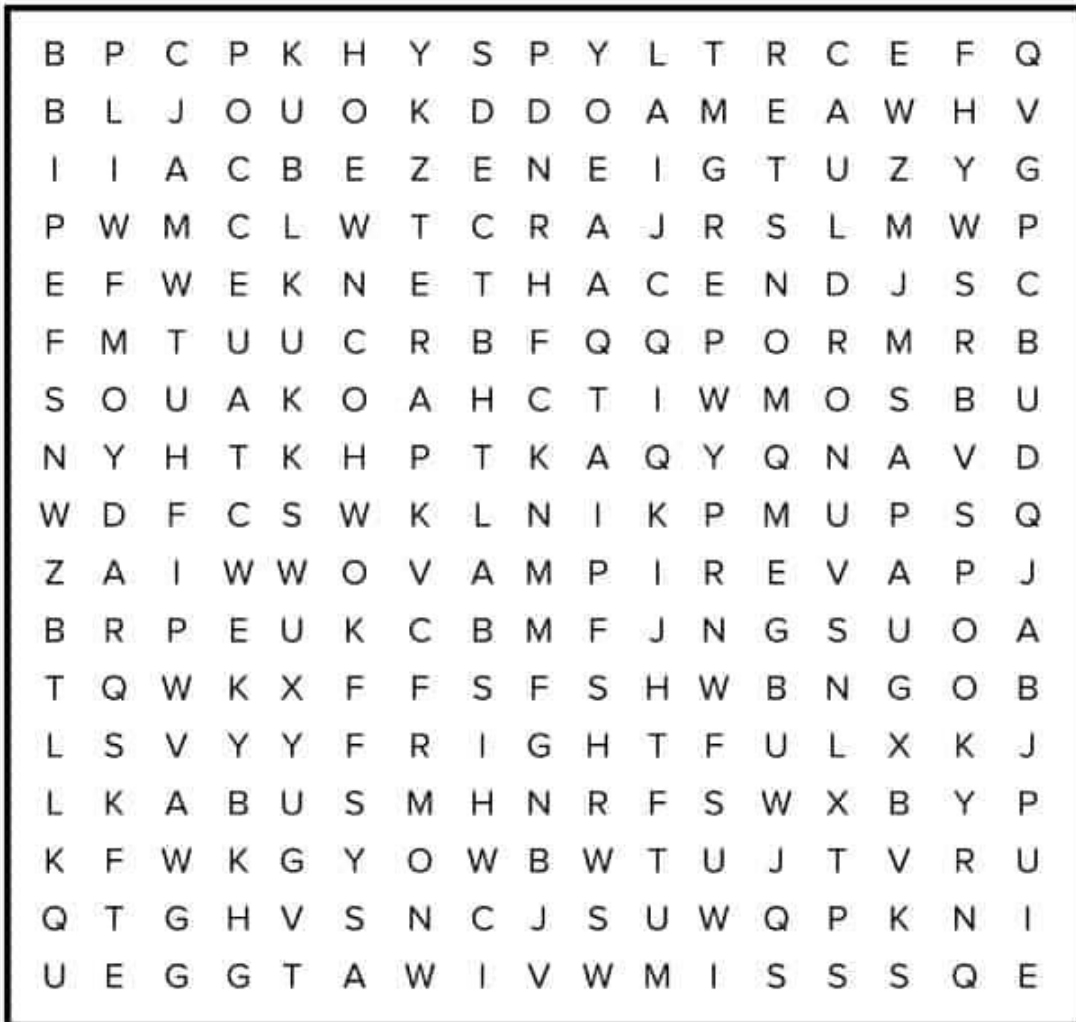 B P C P K H Y S P Y L T R C E F Q
B L J O U O K D D O A M E A W H V
I I A C B E Z E N E I G T U Z Y G
P W M C L W T C R A J R S L M W P
E F W E K N E T H A C E N D J S C
F M T U U C R B F Q Q P O R M R B
S O U A K O A H C T I W M O S B U
N Y H T K H P T K A Q Y Q N A V D
W D F C S W K L N I K P M U P S Q
Z A I W W O V A M P I R E V A P J
B R P E U K C B M F J N G S U O A
T Q W K X F F S F S H W B N G O B
L S V Y Y F R I G H T F U L X K J
L K A B U S M H N R F S W X B Y P
K F W K G Y O W B W T U J T V R U
Q T G H V S N C J S U W Q P K N I
U E G G T A W I V W M I S S S Q E